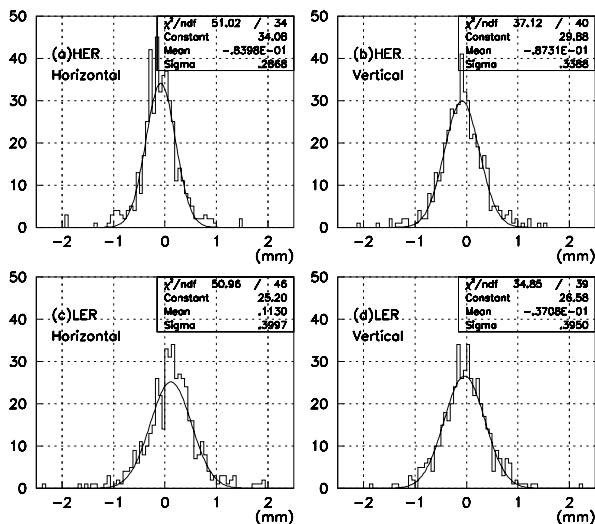 50
40
30
20
10
0
(a)HER
Horizontal
χ²/ndf 51.02 / 34
Constant 34.08
Mean -.8398E-01
Sigma .2868
-2 -1 0 1 2
(mm)
50
40
30
20
10
0
(b)HER
Vertical
χ²/ndf 37.12 / 40
Constant 29.88
Mean -.8731E-01
Sigma .3388
-2 -1 0 1 2
(mm)
50
40
30
20
10
0
(c)LER
Horizontal
χ²/ndf 50.96 / 46
Constant 25.20
Mean .1130
Sigma .3997
-2 -1 0 1 2
(mm)
50
40
30
20
10
0
(d)LER
Vertical
χ²/ndf 34.85 / 39
Constant 26.58
Mean -.3708E-01
Sigma .3950
-2 -1 0 1 2
(mm)